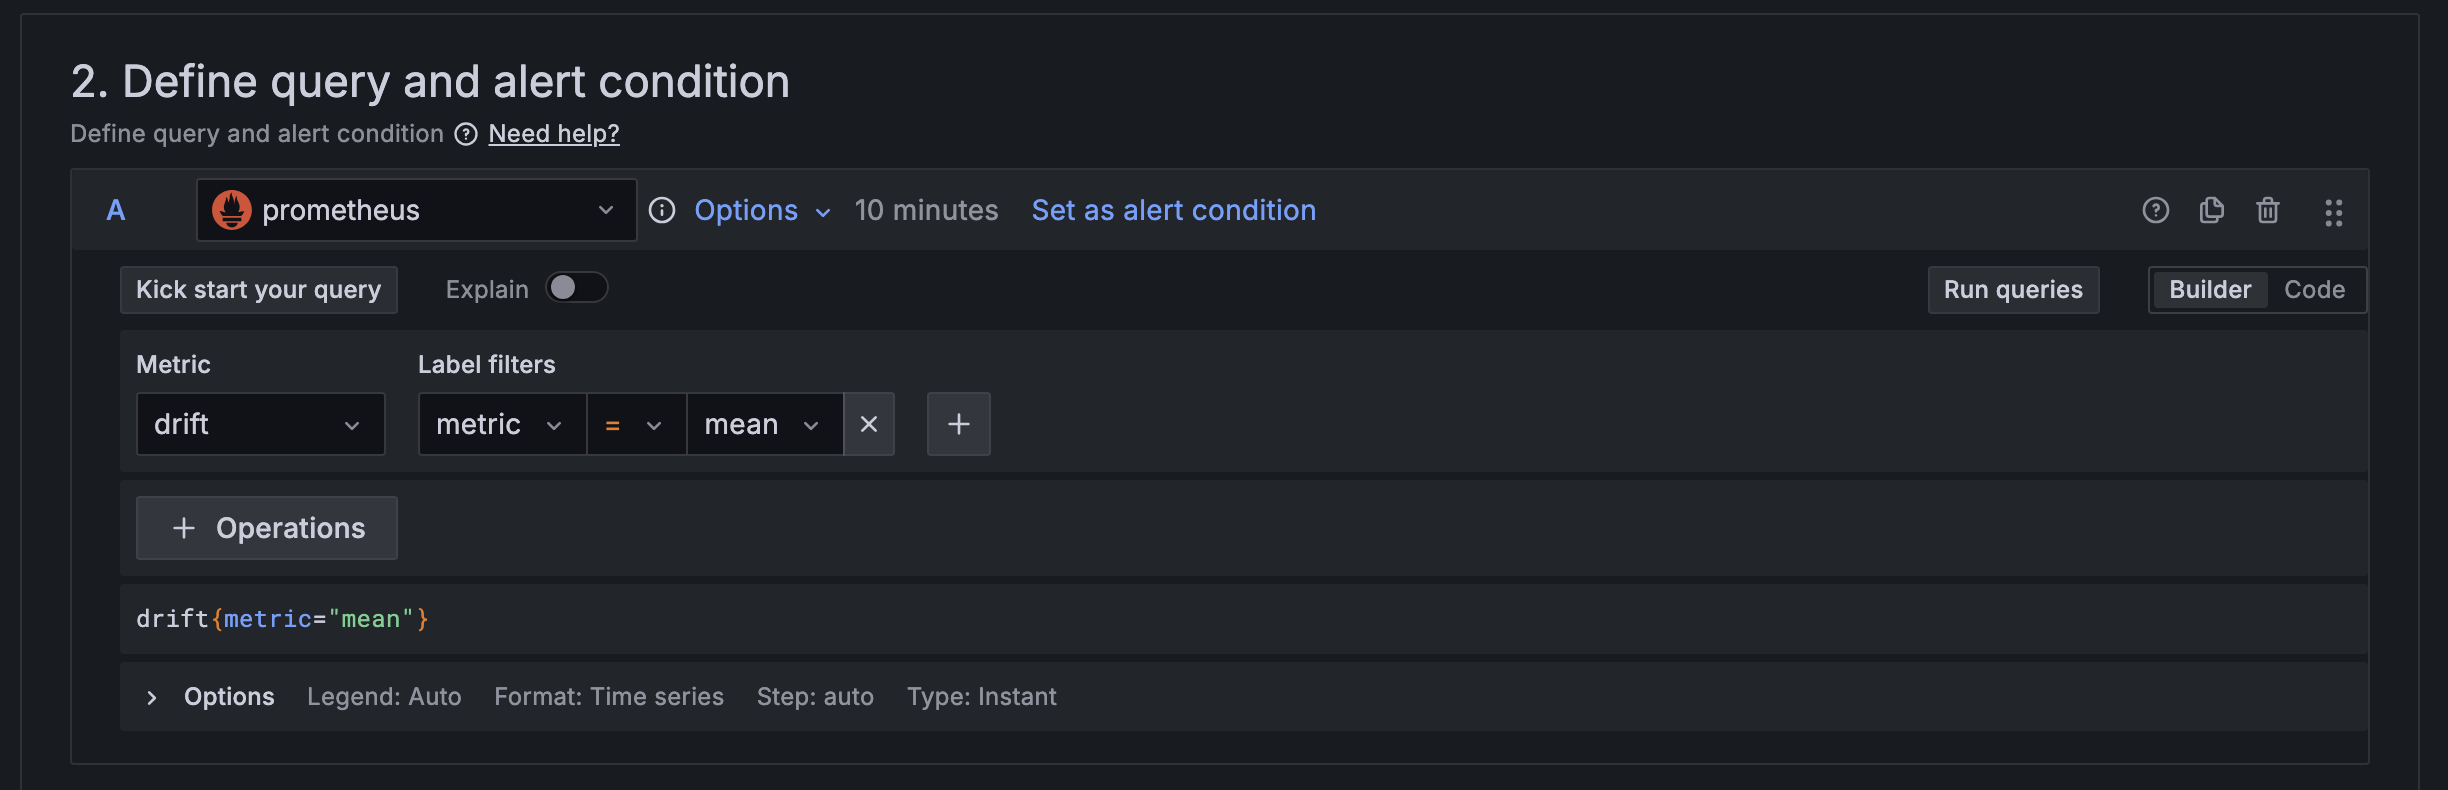 2. Define query and alert condition
Define query and alert condition Need help?
A prometheus Options 10 minutes Set as alert condition
Kick start your query Explain Run queries Builder Code
Metric Label filters
drift metric = mean
+ Operations
drift{metric="mean"}
Options Legend: Auto Format: Time series Step: auto Type: Instant